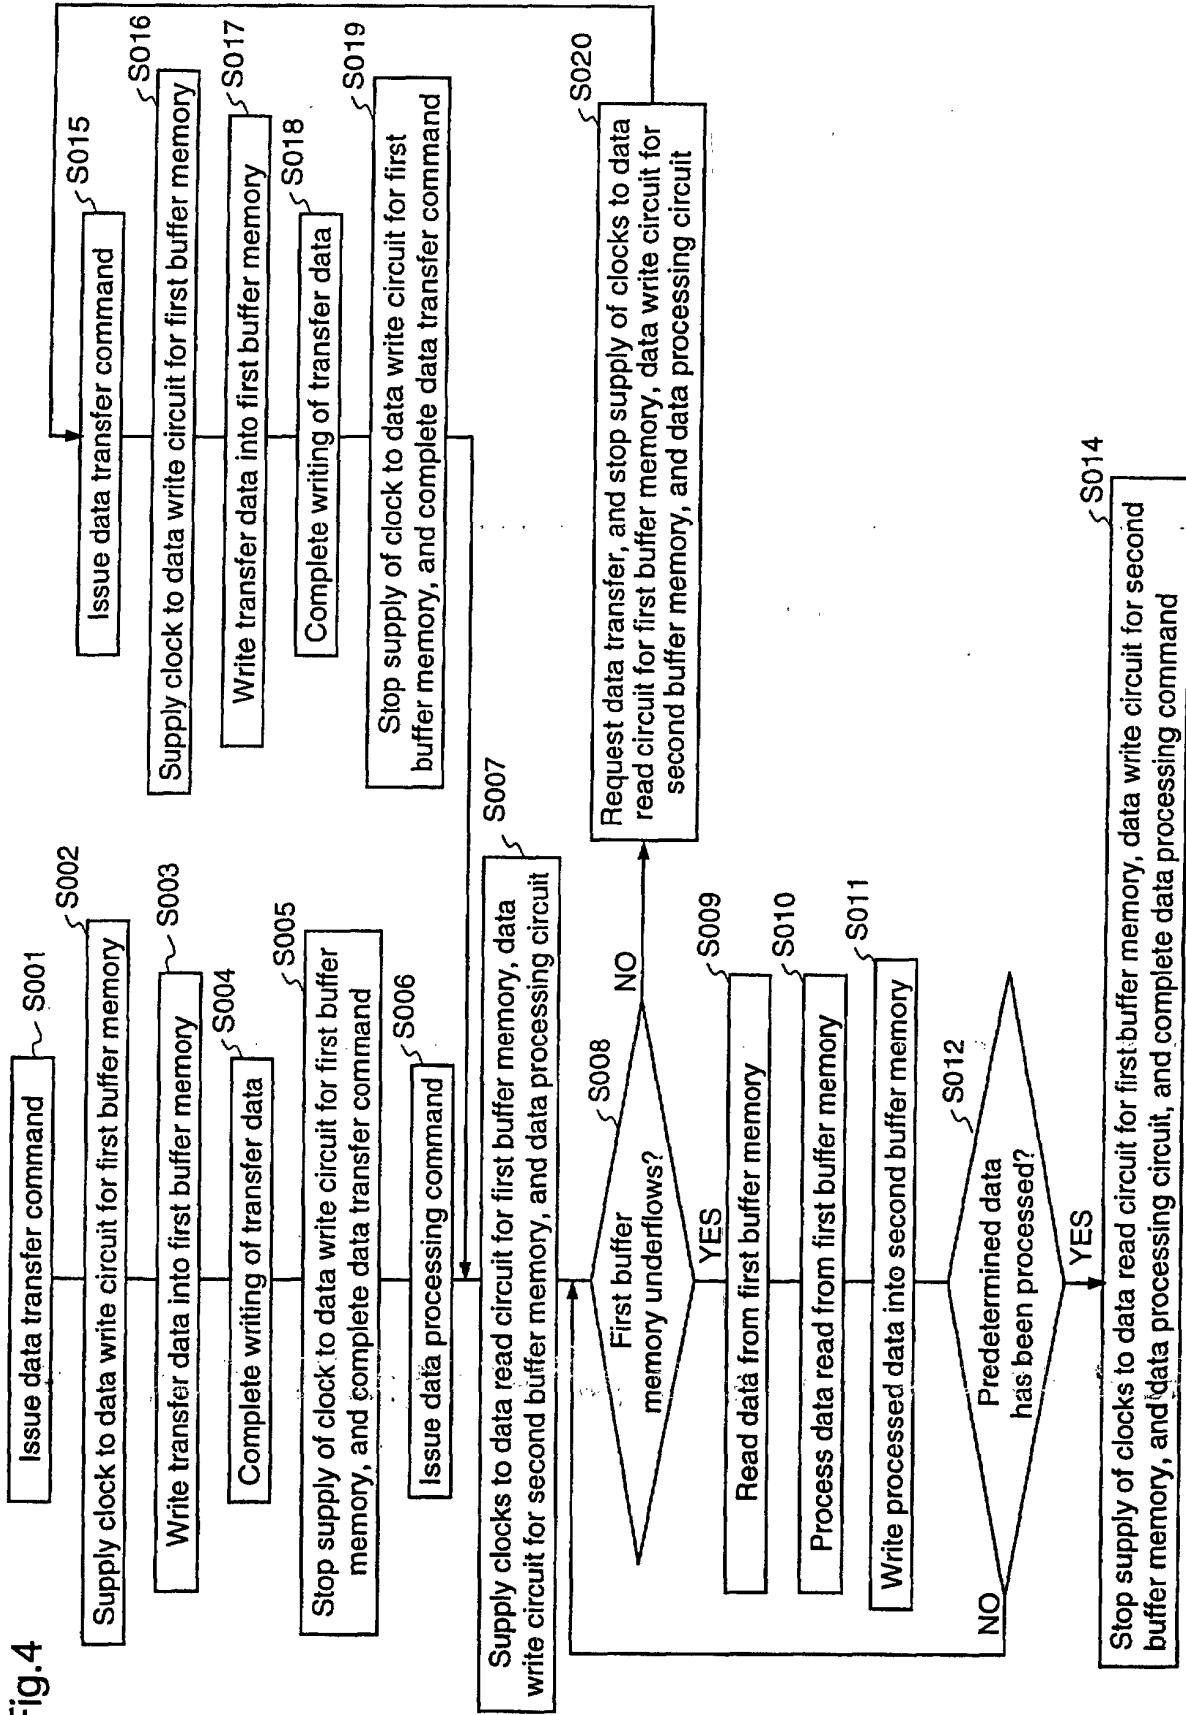 Fig.4
Issue data transfer command
S001
Supply clock to data write circuit for first buffer memory
S002
Write transfer data into first buffer memory
S003
Complete writing of transfer data
S004
Stop supply of clock to data write circuit for first buffer
memory, and complete data transfer command
S005
Issue data processing command
S006
Supply clocks to data read circuit for first buffer memory, data
write circuit for second buffer memory, and data processing circuit
S007
First buffer
memory underflows?
S008
NO
YES
Read data from first buffer memory
S009
Process data read from first buffer memory
S010
Write processed data into second buffer memory
S011
Predetermined data
has been processed?
S012
NO
YES
Stop supply of clocks to data read circuit for first buffer memory, data write circuit for second
buffer memory, and data processing circuit, and complete data processing command
S014
Issue data transfer command
S015
Supply clock to data write circuit for first buffer memory
S016
Write transfer data into first buffer memory
S017
Complete writing of transfer data
S018
Stop supply of clock to data write circuit for first
buffer memory, and complete data transfer command
S019
Request data transfer, and stop supply of clocks to data
read circuit for first buffer memory, data write circuit for
second buffer memory, and data processing circuit
S020